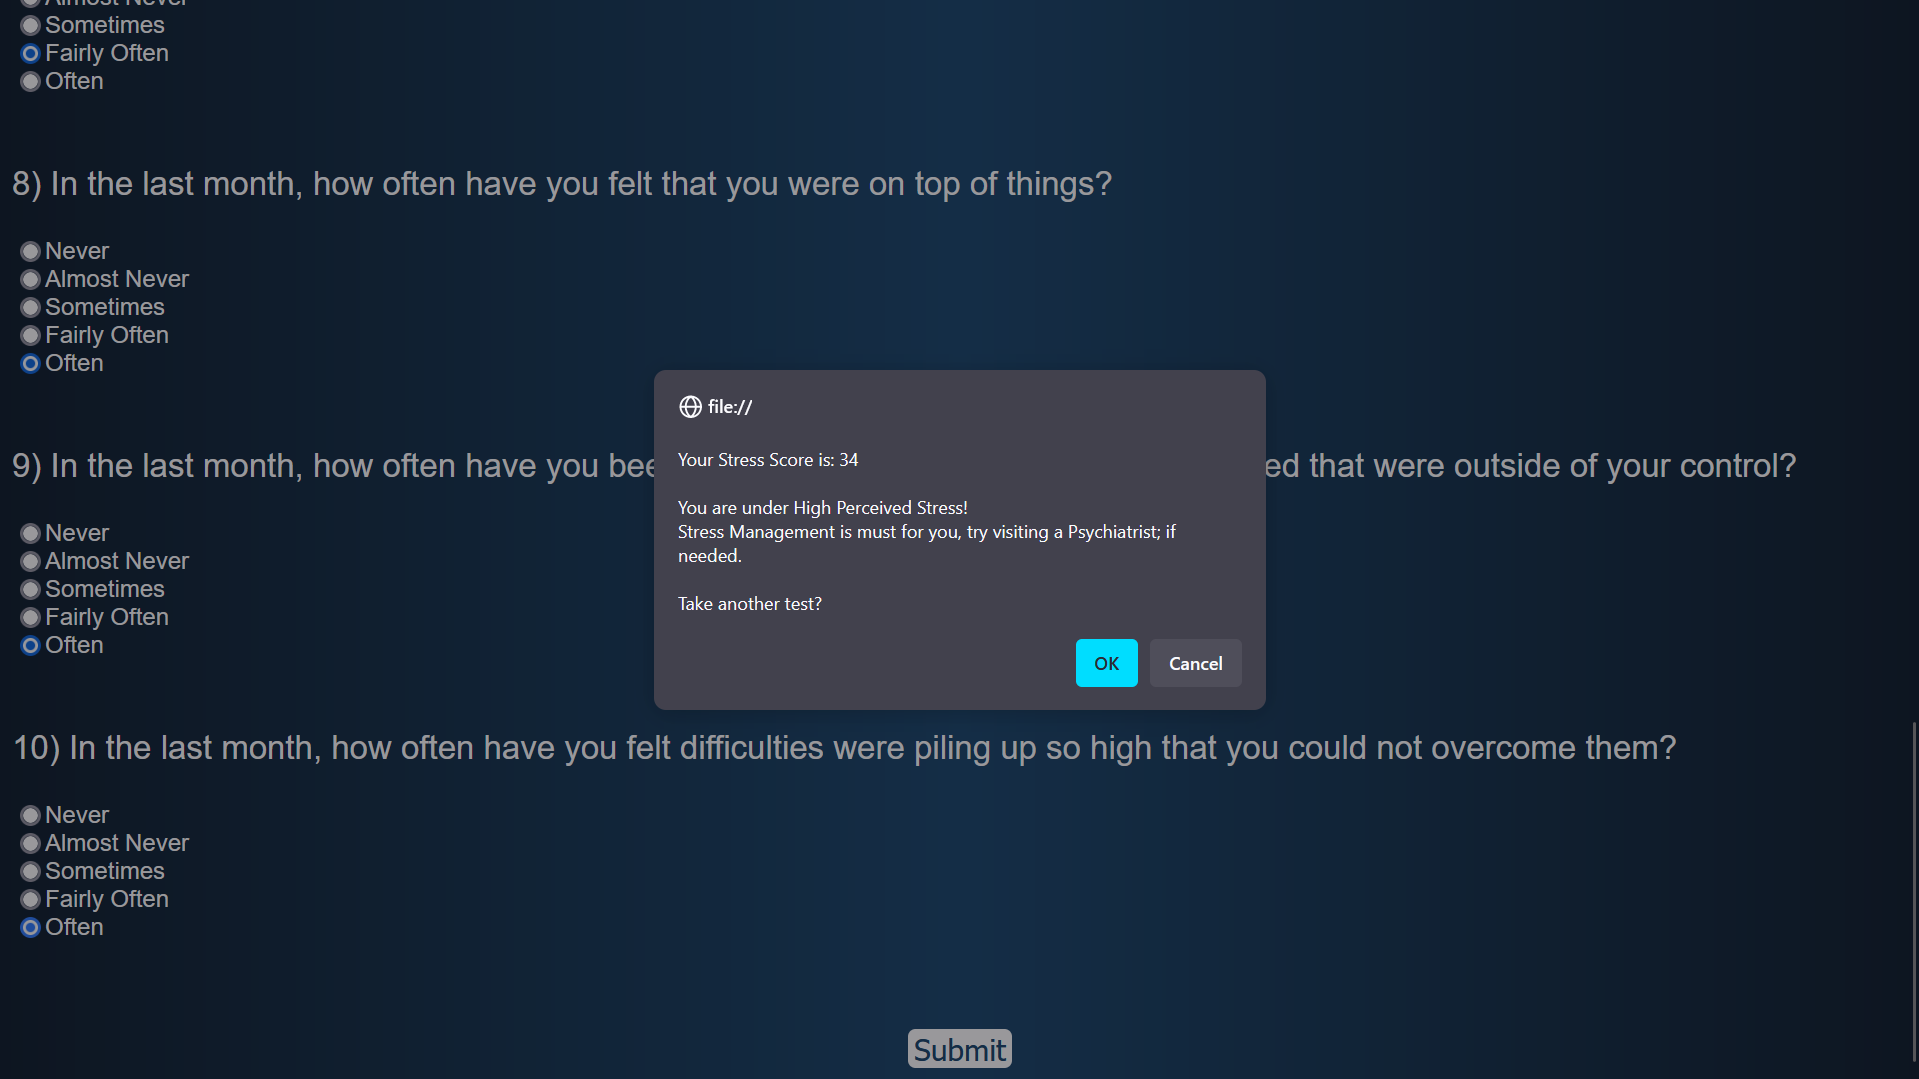 Almost Never
Sometimes
Fairly Often
Often
8) In the last month, how often have you felt that you were on top of things?
Never
Almost Never
Sometimes
Fairly Often
Often
file://
Your Stress Score is: 34
You are under High Perceived Stress!
Stress Management is must for you, try visiting a Psychiatrist; if
needed.
Take another test?
OK
Cancel
9) In the last month, how often have you that were outside of your control?
Never
Almost Never
Sometimes
Fairly Often
Often
10) In the last month, how often have you felt difficulties were piling up so high that you could not overcome them?
Never
Almost Never
Sometimes
Fairly Often
Often
Submit